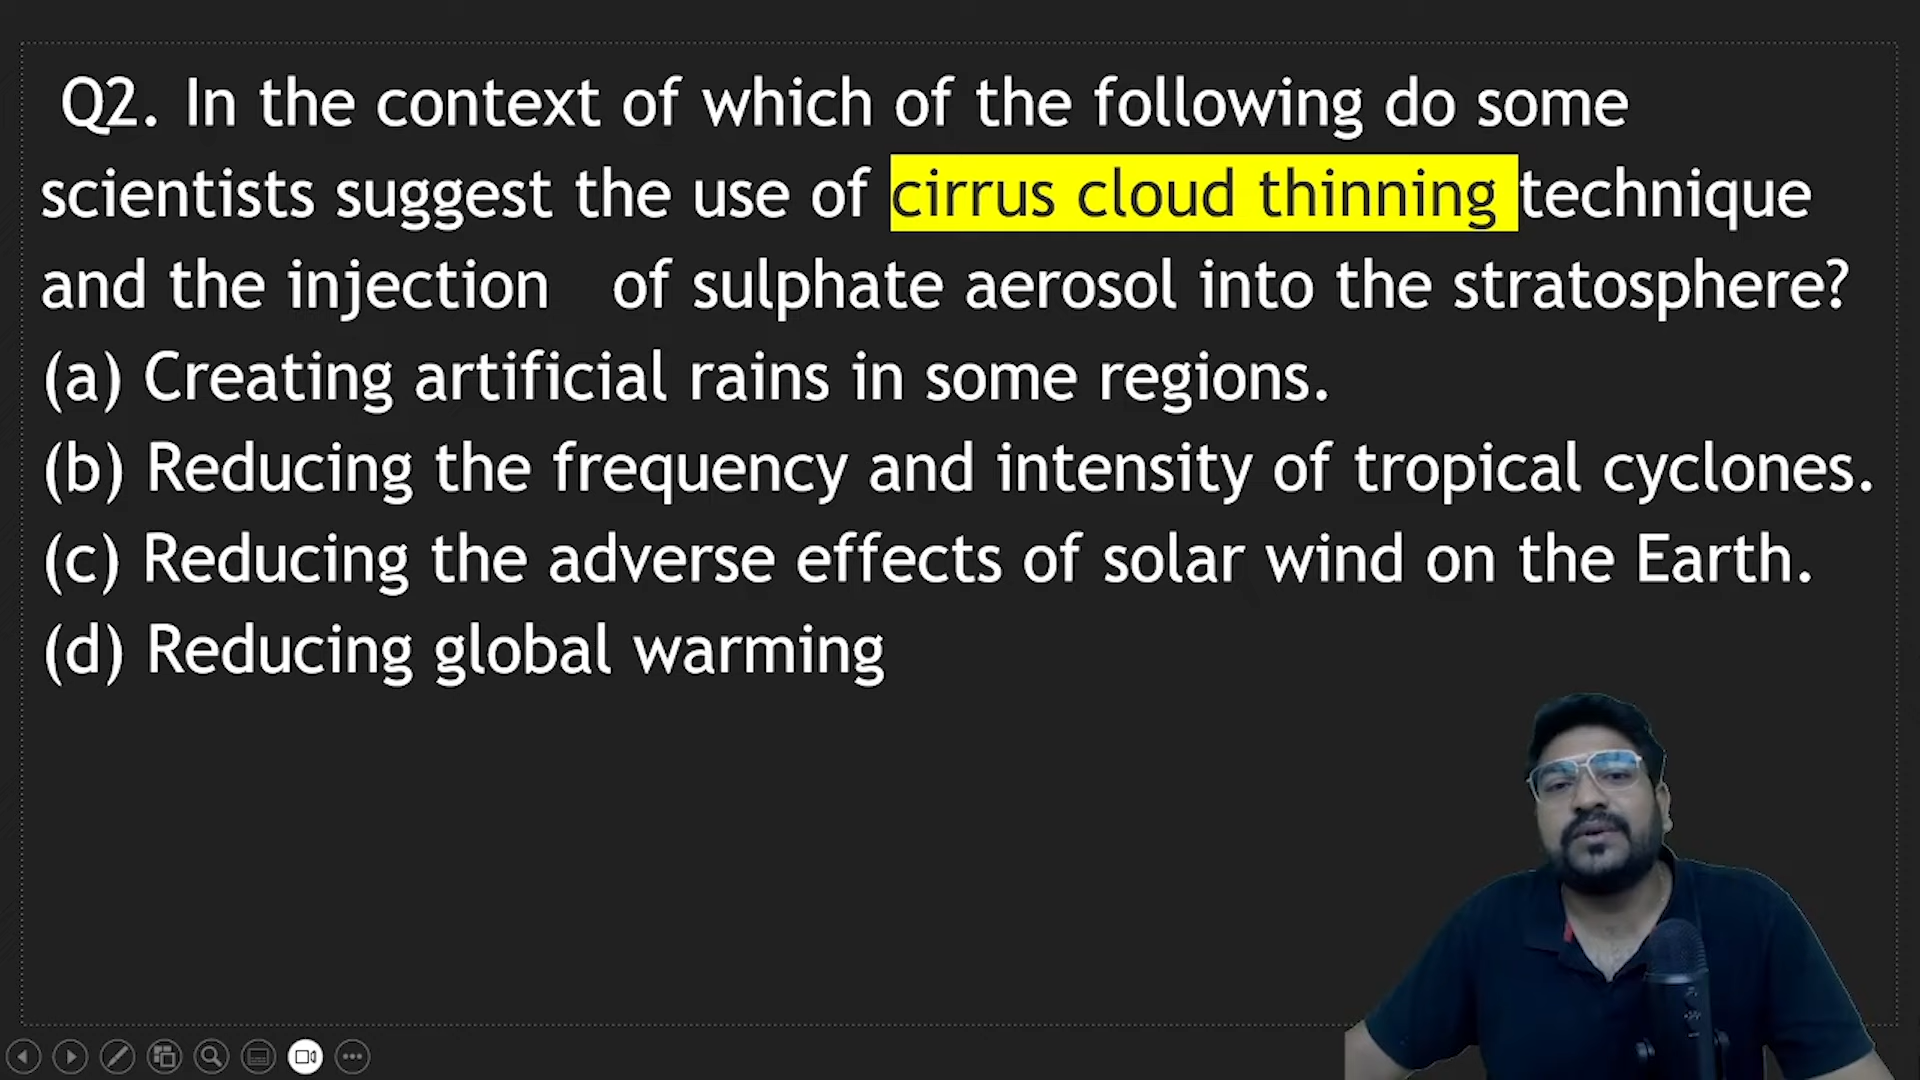 Q2. In the context of which of the following do some
scientists suggest the use of cirrus cloud thinning technique
and the injection of sulphate aerosol into the stratosphere?
(a) Creating artificial rains in some regions.
(b) Reducing the frequency and intensity of tropical cyclones.
(c) Reducing the adverse effects of solar wind on the Earth.
(d) Reducing global warming